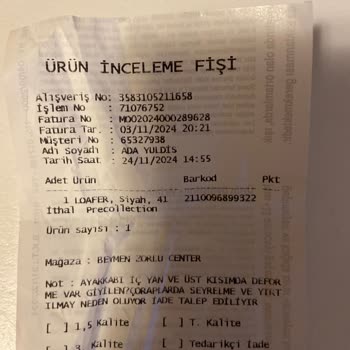 ÜRÜN İNCELEME FİŞİ
Alışveriş No: 3583105211658
İşlem No : 71076752
Fatura No : M002024000289628
Fatura Tar. : 03/11/2024 20:21
Müşteri No : 65327938
Adı Soyadı : ADA YULDİS
Tarih Saat : 24/11/2024 14:55
Adet Ürün Barkod Pkt
1 LOAFER, Siyah, 41 2110096899322
İthal Precollection
Ürün sayısı : 1
Mağaza : BEYMEN ZORLU CENTER
Not : AYAKKABI İÇ YAN VE ÜST KISIMDA DEFOR
ME VAR GİYİLEN?ÇORAPLARDA SEYRELME VE YIRT
ILMAY NEDEN OLUYOR İADE TALEP EDİLİYİR
[ ] 1,5 Kalite [ ] T. Kalite
[ ] 3. Kalite [ ] Tedarikçi İade